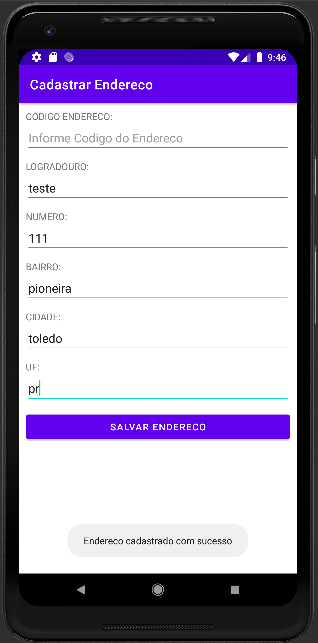 9:46
Cadastrar Endereco
CODIGO ENDERECO:
Informe Codigo do Endereco
LOGRADOURO:
teste
NUMERO:
111
BAIRRO:
pioneira
CIDADE:
toledo
UF:
pr
SALVAR ENDERECO
Endereco cadastrado com sucesso